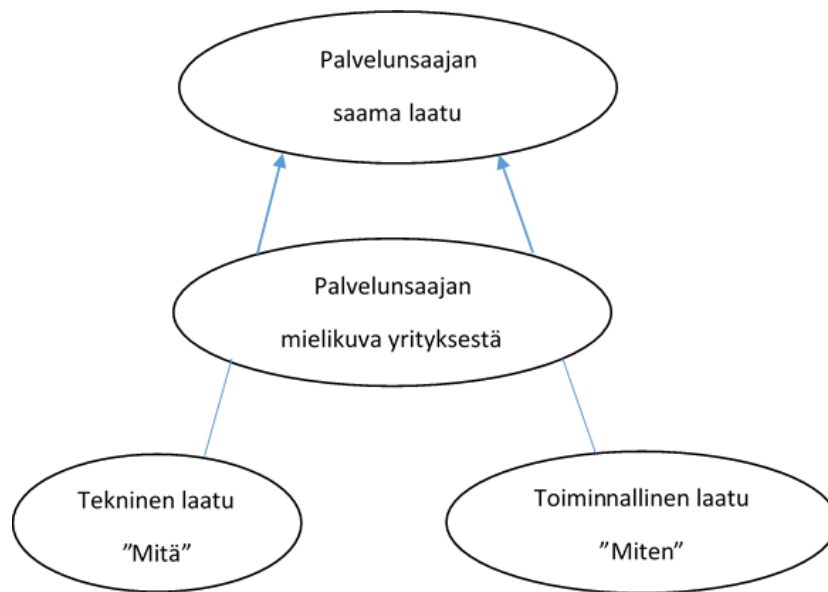 Palvelunsaajan
saama laatu
Palvelunsaajan
mielikuva yrityksestä
Tekninen laatu
”Mitä”
Toiminnallinen laatu
”Miten”